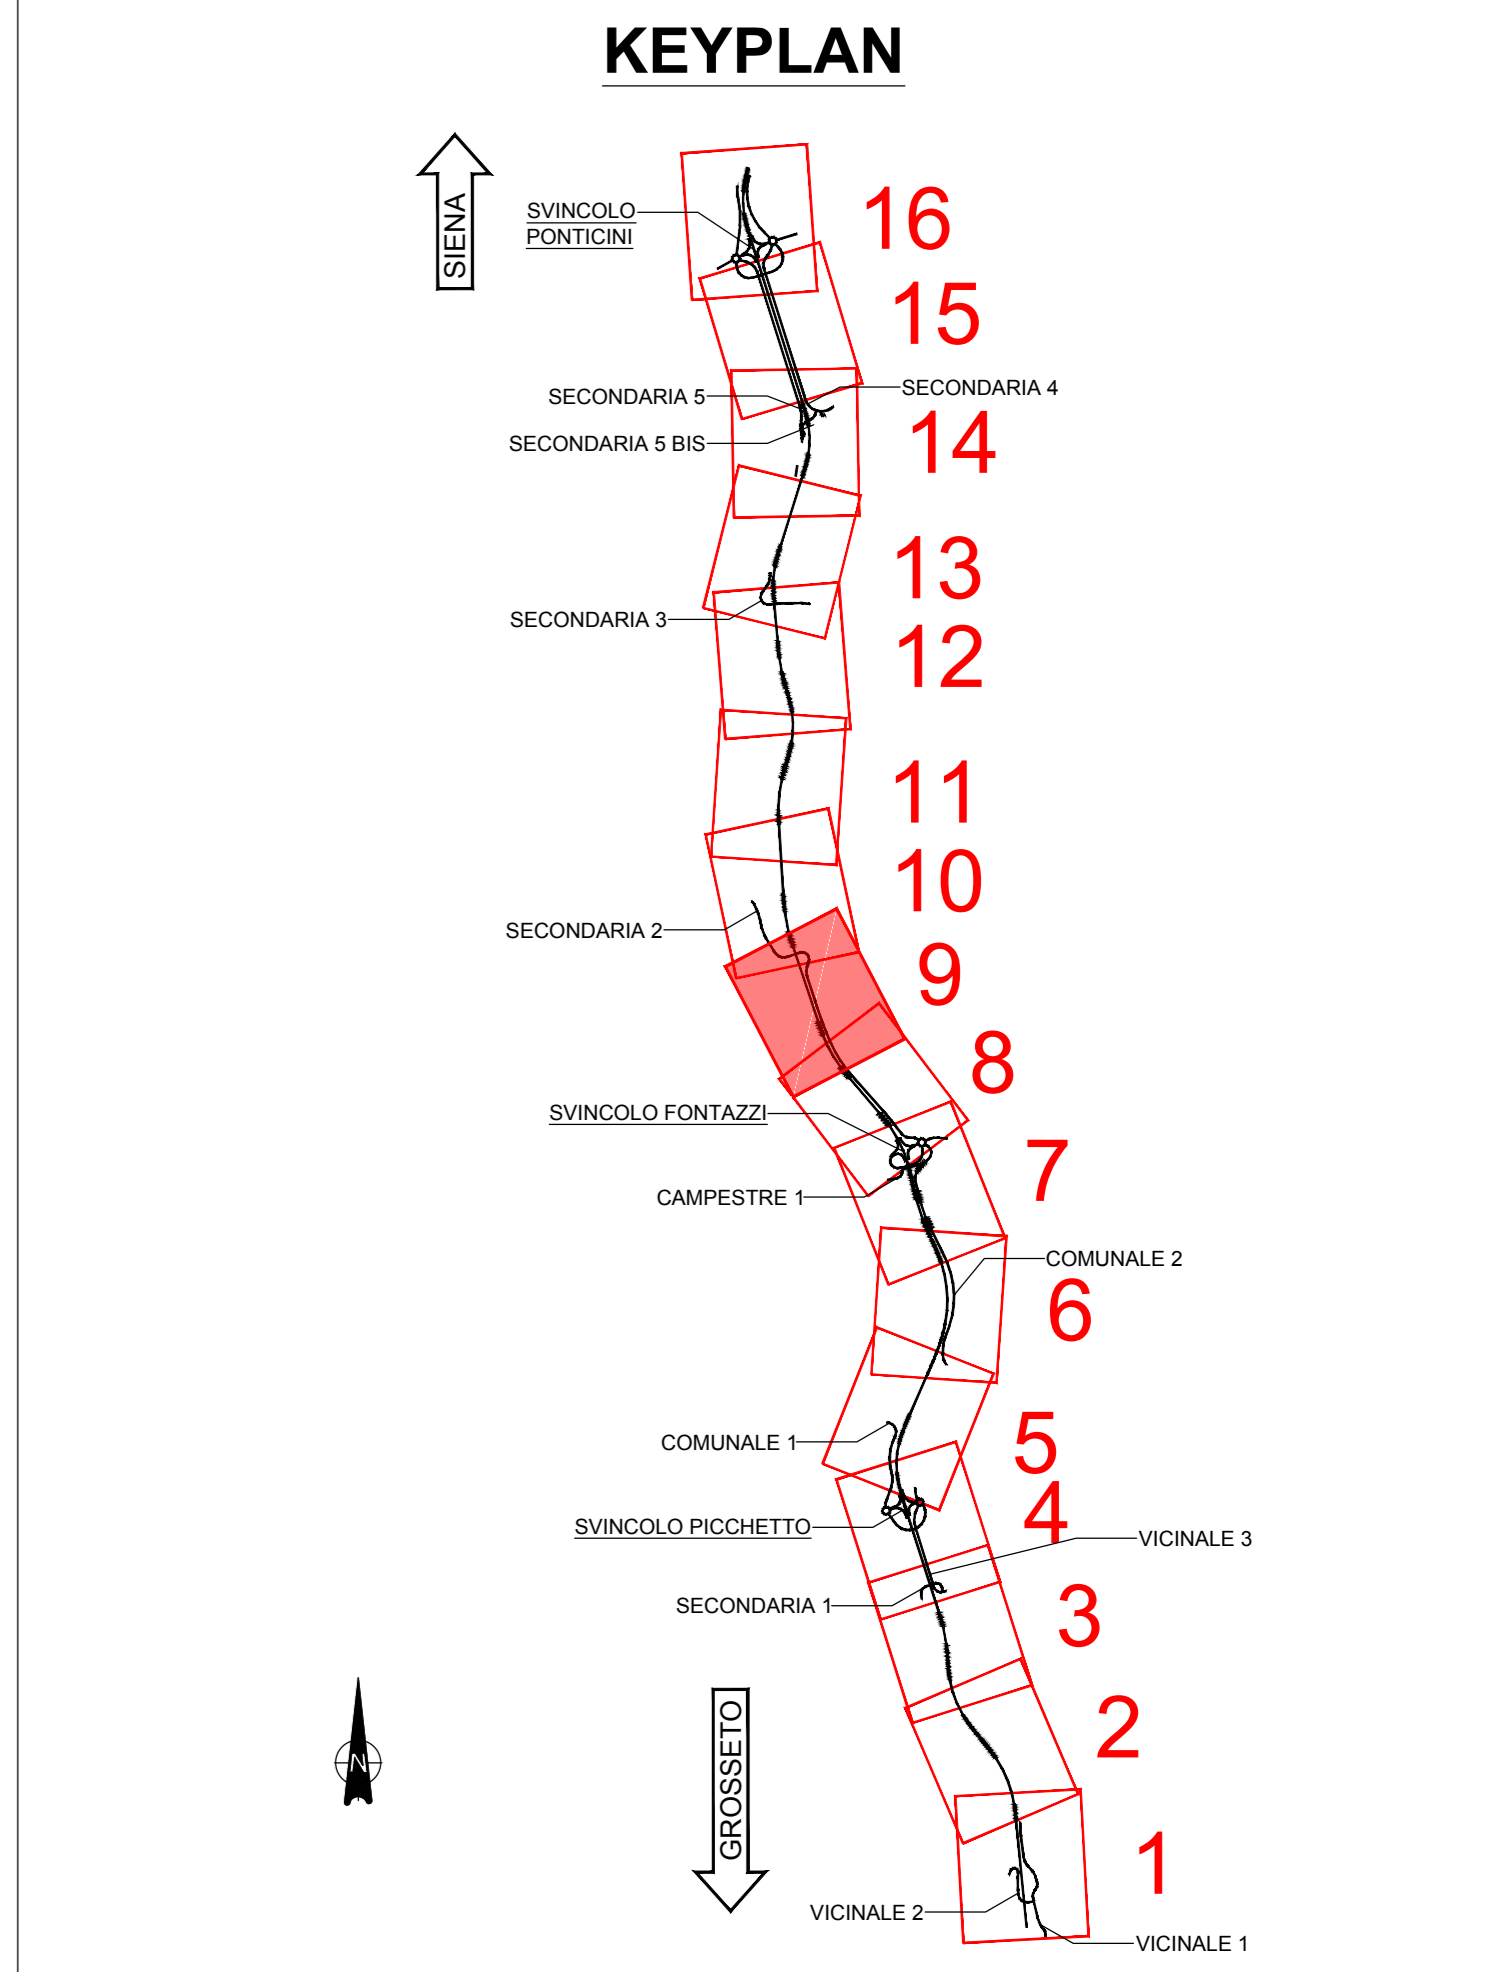 KEYPLAN
SIENA
SVINCOLO
PONTICINI
16
15
SECONDARIA 5
SECONDARIA 4
SECONDARIA 5 BIS
14
13
SECONDARIA 3
12
11
10
SECONDARIA 2
9
8
SVINCOLO FONTAZZI
7
CAMPESTRE 1
COMUNALE 2
6
COMUNALE 1
5
4
SVINCOLO PICCHETTO
VICINALE 3
SECONDARIA 1
3
2
N
GROSSETO
1
VICINALE 2
VICINALE 1